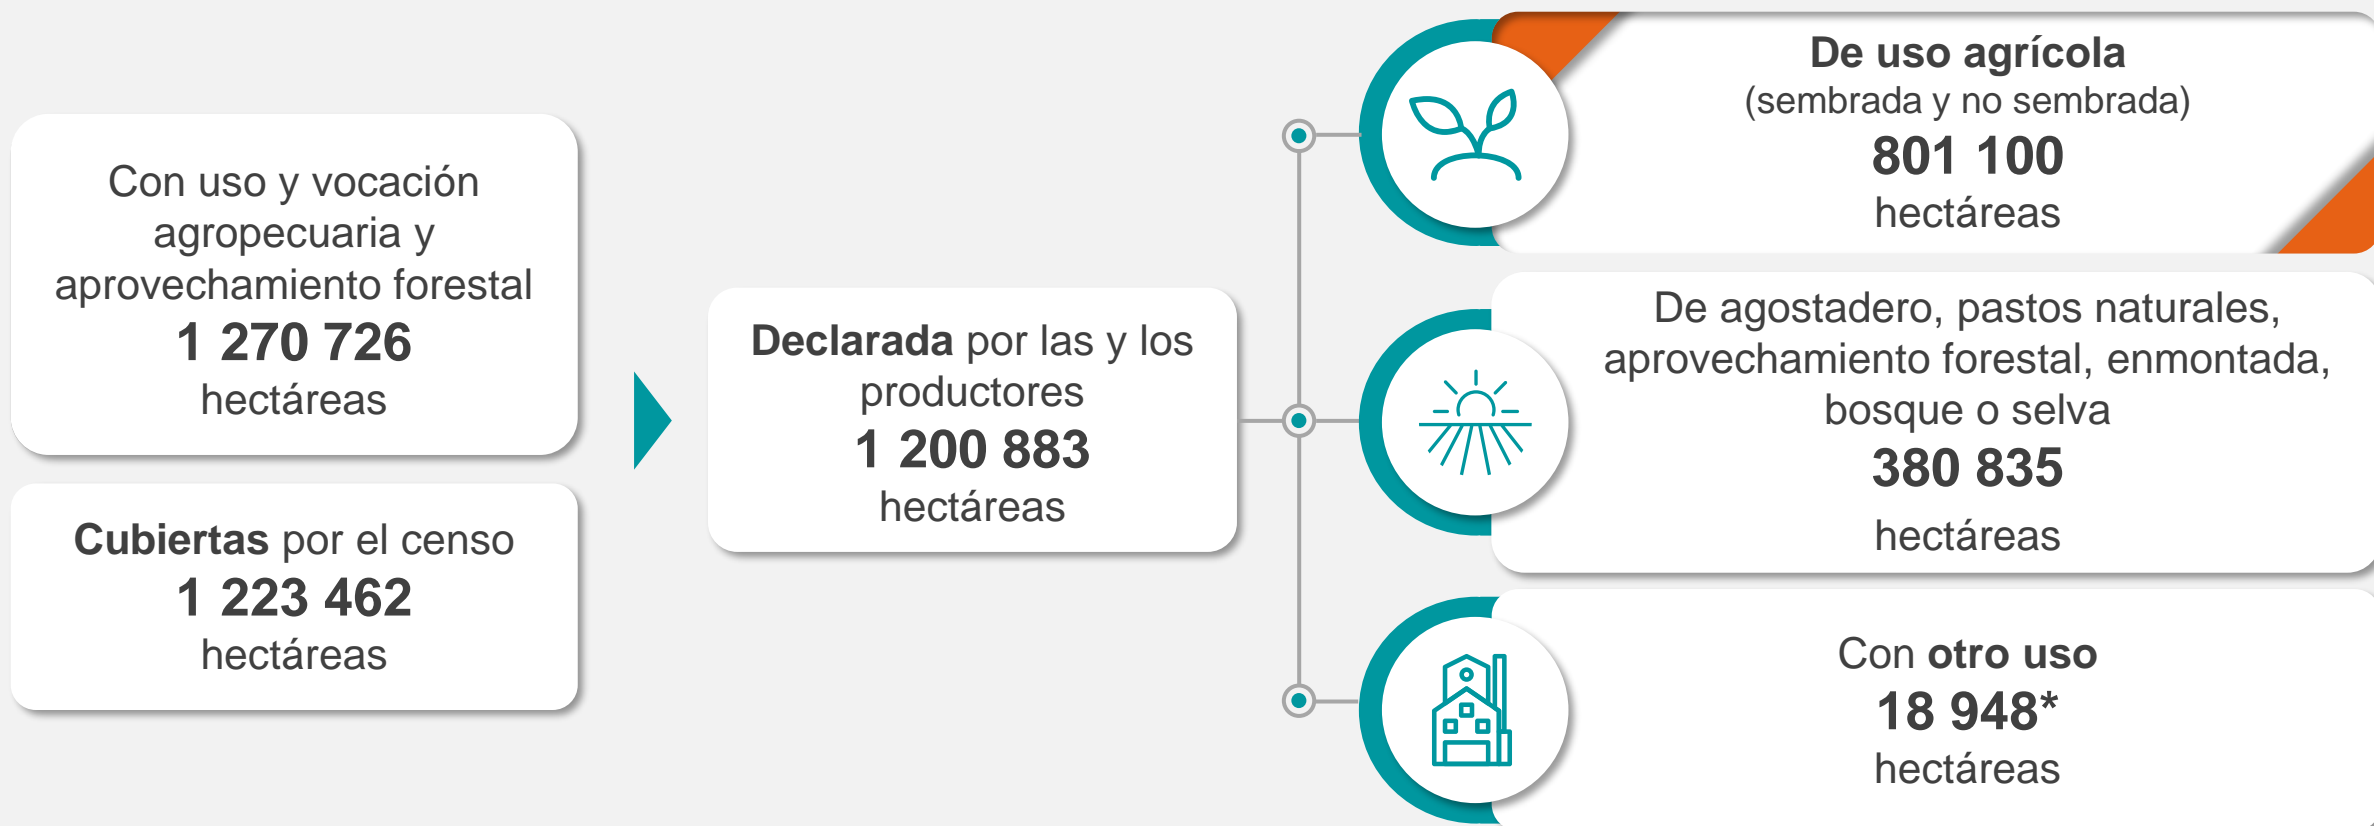 Con uso y vocación
agropecuaria y
aprovechamiento forestal
1 270 726
hectáreas
Cubiertas por el censo
1 223 462
hectáreas
Declarada por las y los
productores
1 200 883
hectáreas
De uso agrícola
(sembrada y no sembrada)
801 100
hectáreas
De agostadero, pastos naturales,
aprovechamiento forestal, enmontada,
bosque o selva
380 835
hectáreas
Con otro uso
18 948*
hectáreas